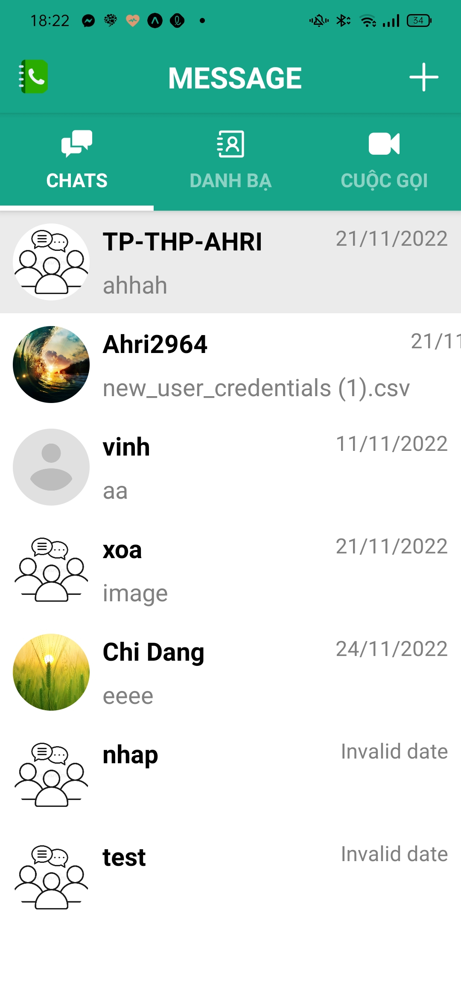 18:22 34
MESSAGE
CHATS DANH BẠ CUỘC GỌI
TP-THP-AHRI 21/11/2022
ahhah
Ahri2964 21/11
new_user_credentials (1).csv
vinh 11/11/2022
aa
xoa 21/11/2022
image
Chi Dang 24/11/2022
eeee
nhap Invalid date
test Invalid date